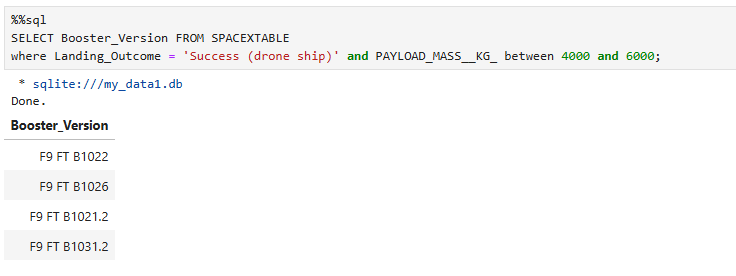 %%sql
SELECT Booster_Version FROM SPACEXTABLE
where Landing_Outcome = 'Success (drone ship)' and PAYLOAD_MASS__KG_ between 4000 and 6000;
* sqlite:///my_data1.db
Done.
Booster_Version
F9 FT B1022
F9 FT B1026
F9 FT B1021.2
F9 FT B1031.2